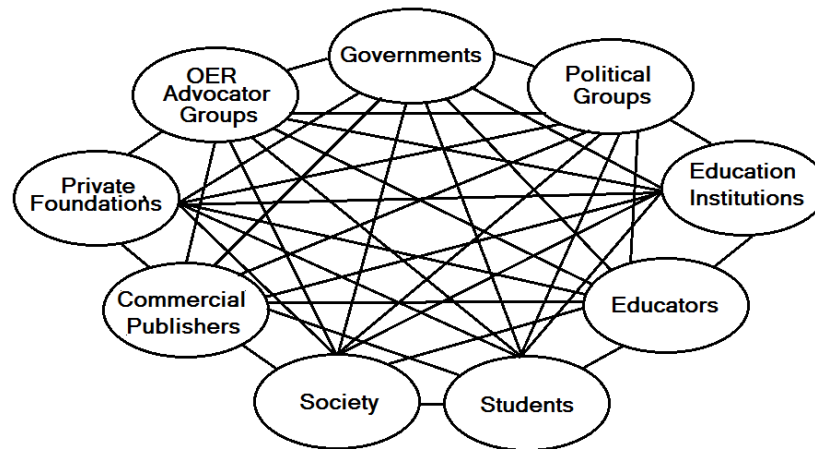 Governments
OER
Advocator
Groups
Political
Groups
Private
Foundations
Education
Institutions
Commercial
Publishers
Educators
Society
Students